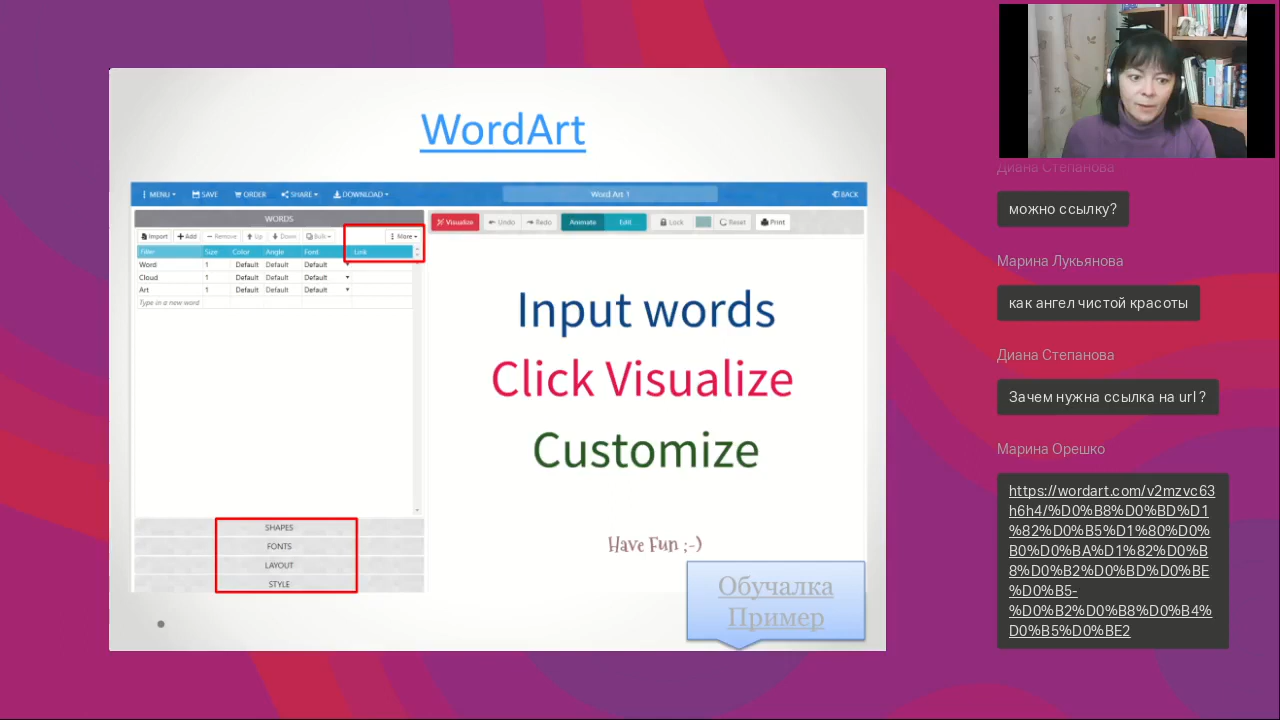 WordArt
MENU SAVE ORDER SHARE DOWNLOAD Word Art 1 BACK
WORDS
Import Add Remove Up Down Bulk More
Filter Size Color Angle Font Link
Word 1 Default Default Default
Cloud 1 Default Default Default
Art 1 Default Default Default
Type in a new word
SHAPES
FONTS
LAYOUT
STYLE
Visualize Undo Redo Animate Edit Lock Reset Print
Input words
Click Visualize
Customize
Have Fun ;-)
Обучалка
Пример
Диана Степанова
можно ссылку?
Марина Лукьянова
как ангел чистой красоты
Диана Степанова
Зачем нужна ссылка на url ?
Марина Орешко
https://wordart.com/v2mzvc63
h6h4/%D0%B8%D0%BD%D1
%82%D0%B5%D1%80%D0%
B0%D0%BA%D1%82%D0%B
8%D0%B2%D0%BD%D0%BE
%D0%B5-
%D0%B2%D0%B8%D0%B4%
D0%B5%D0%BE2